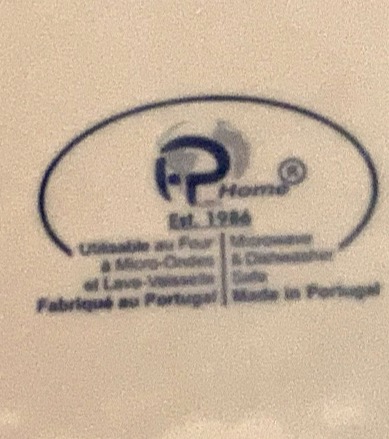 P
Home®
Est. 1986
Utilisable au Four | Microwave
à Micro-Ondes | & Dishwasher
et Lave-Vaisselle | Safe
Fabriqué au Portugal | Made in Portugal